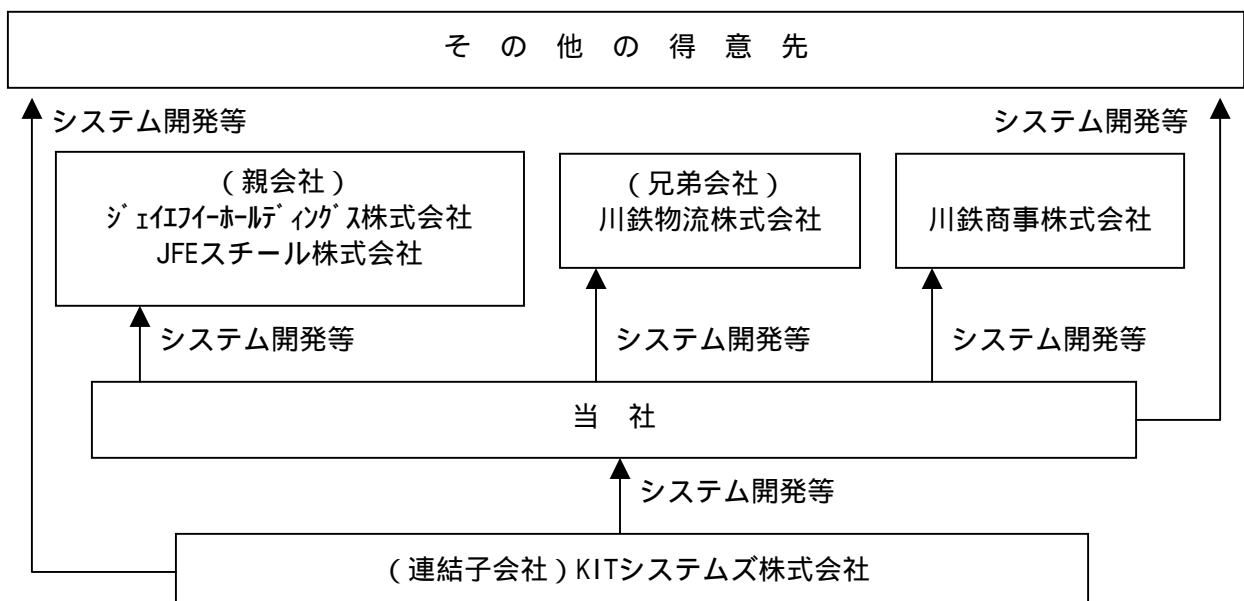 その他の得意先
システム開発等
システム開発等
(親会社)
ｼﾞｪｲｴﾌｲｰﾎｰﾙﾃﾞｨﾝｸﾞｽ株式会社
JFEスチール株式会社
(兄弟会社)
川鉄物流株式会社
川鉄商事株式会社
システム開発等
システム開発等
システム開発等
当社
システム開発等
(連結子会社)KITシステムズ株式会社